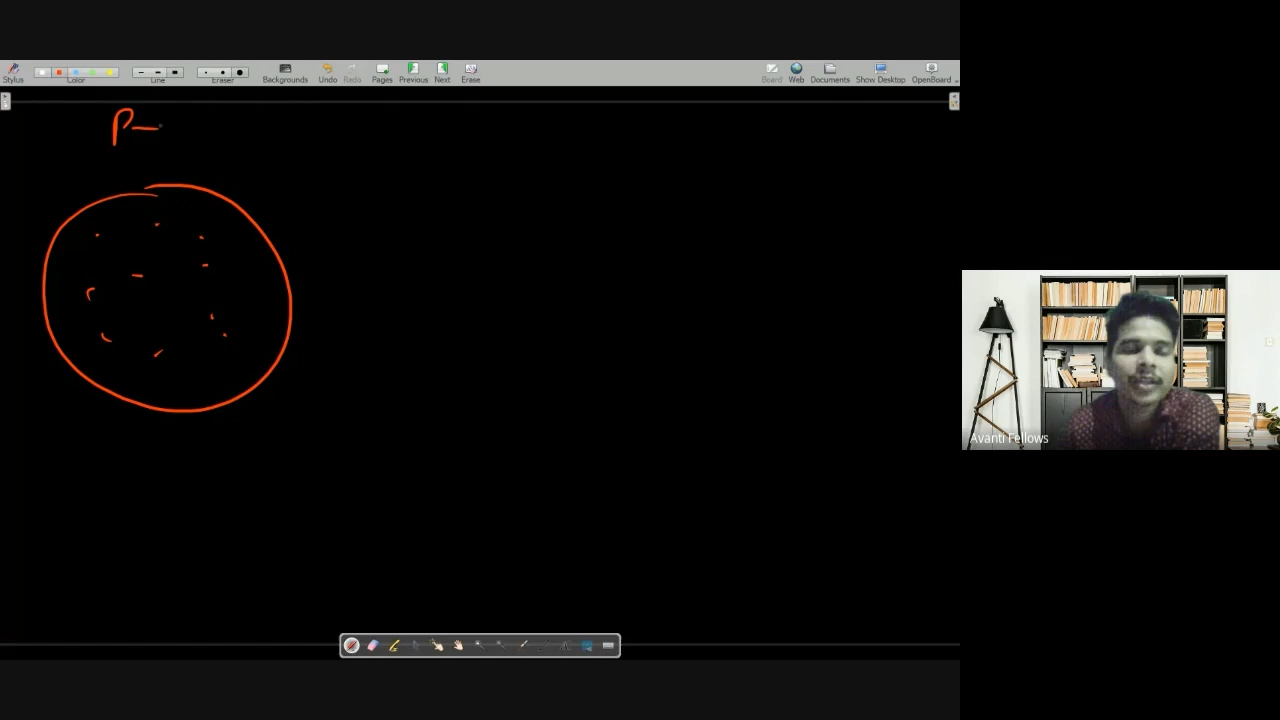 Stylus Color Line Eraser Backgrounds Undo Redo Pages Previous Next Erase Board Web Documents Show Desktop OpenBoard
P-
Avanti Fellows